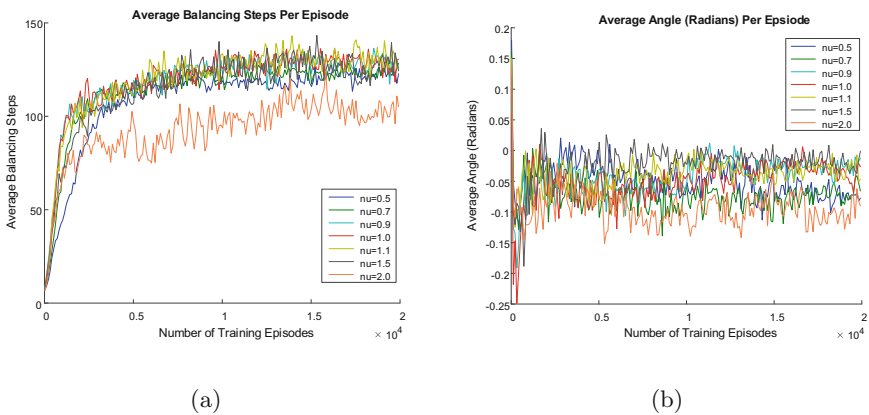 Average Balancing Steps Per Episode
150
100
50
0
Average Balancing Steps
nu=0.5
nu=0.7
nu=0.9
nu=1.0
nu=1.1
nu=1.5
nu=2.0
0
0.5
1
1.5
2
Number of Training Episodes
× 10^4
(a)
Average Angle (Radians) Per Epsiode
0.2
0.15
0.1
0.05
0
-0.05
-0.1
-0.15
-0.2
-0.25
Average Angle (Radians)
nu=0.5
nu=0.7
nu=0.9
nu=1.0
nu=1.1
nu=1.5
nu=2.0
0
0.5
1
1.5
2
Number of Training Episodes
× 10^4
(b)